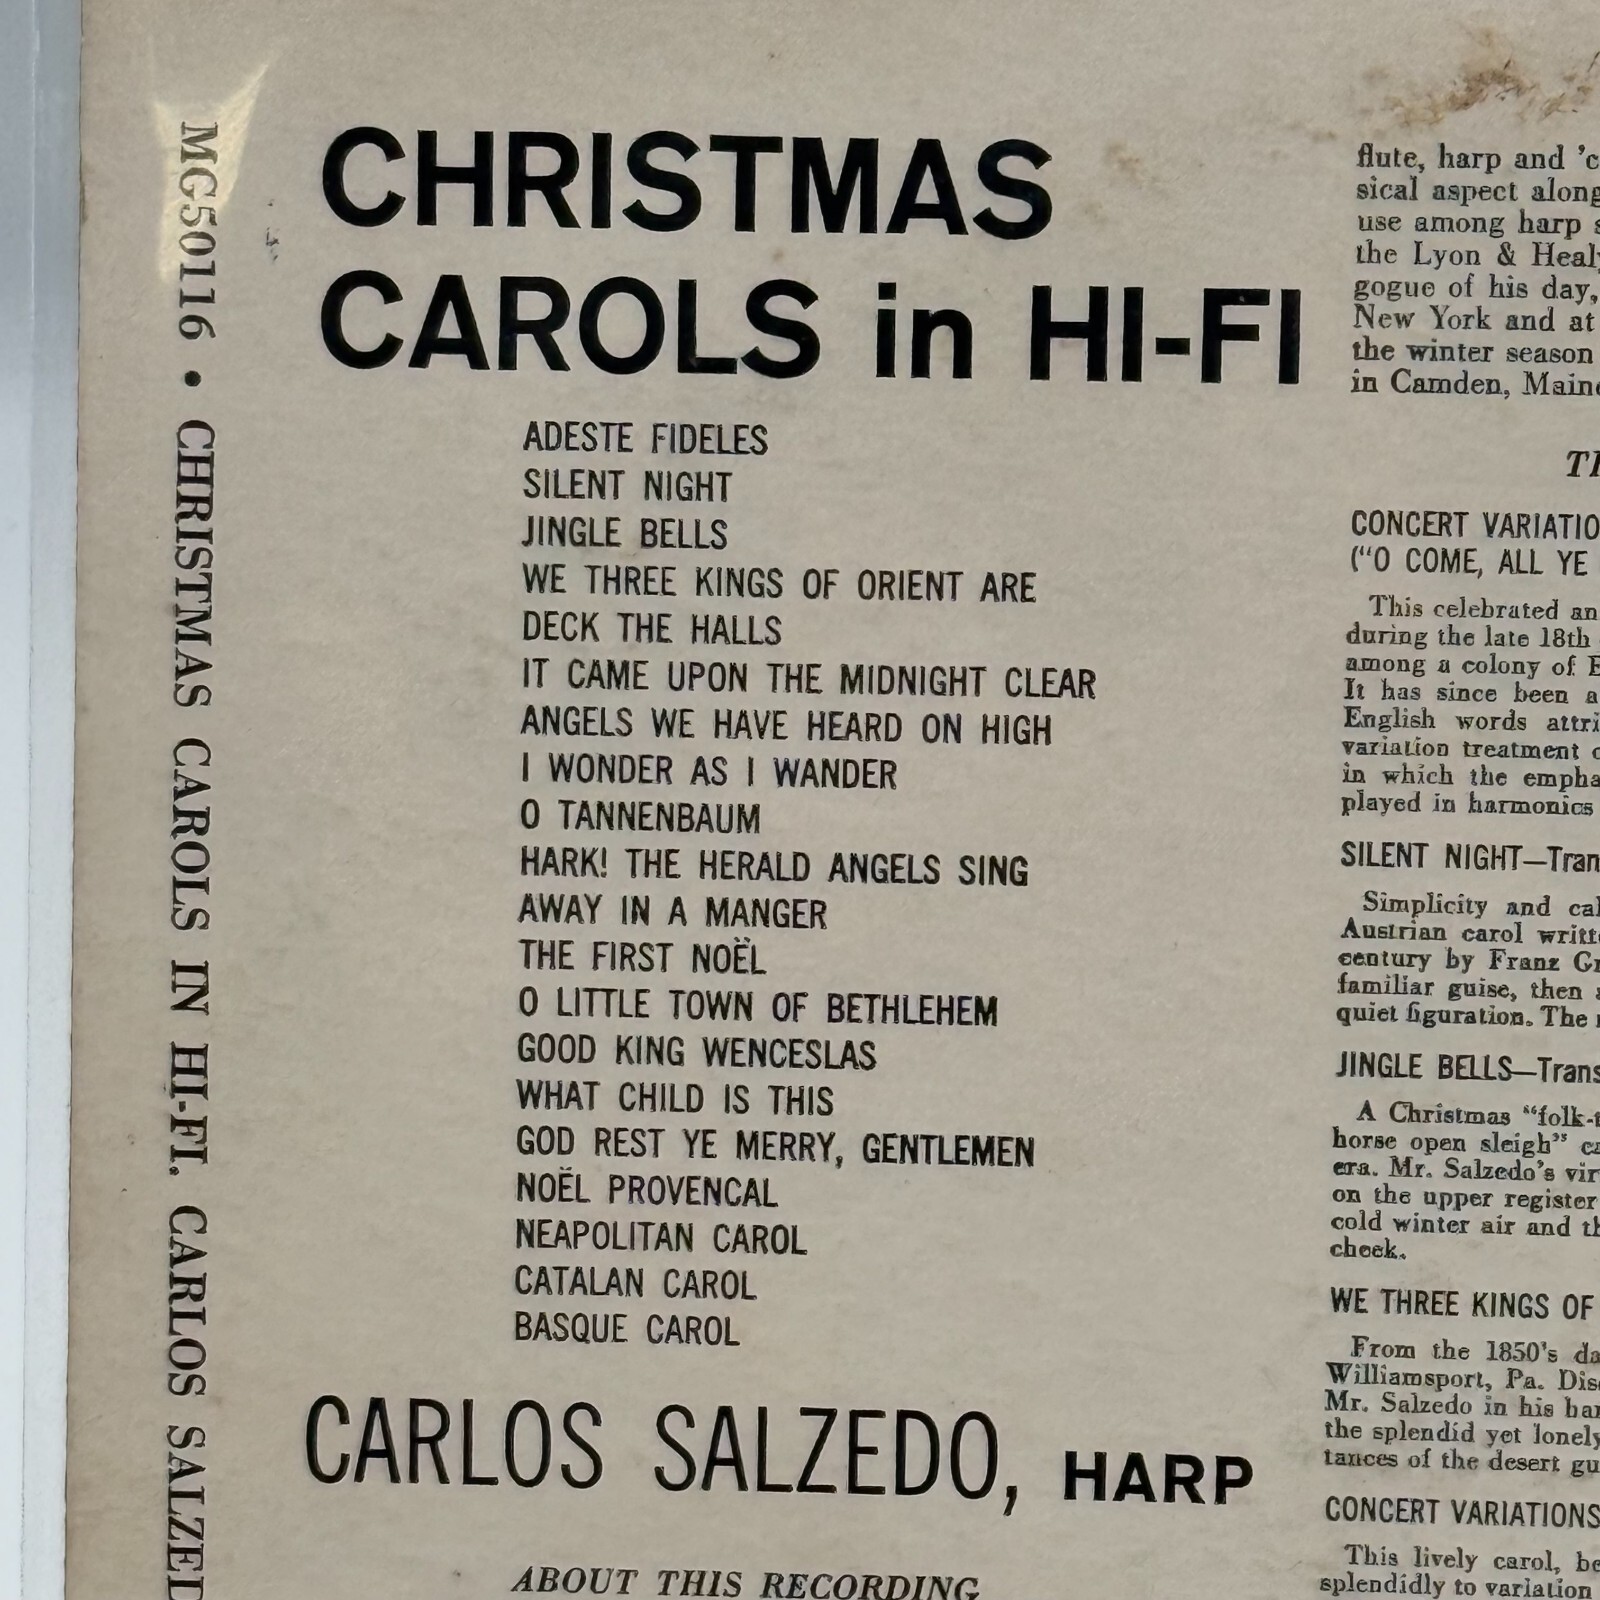 MG50116 • CHRISTMAS CAROLS IN HI-FI. CARLOS
CHRISTMAS
CAROLS in HI-FI
ADESTE FIDELES
SILENT NIGHT
JINGLE BELLS
WE THREE KINGS OF ORIENT ARE
DECK THE HALLS
IT CAME UPON THE MIDNIGHT CLEAR
ANGELS WE HAVE HEARD ON HIGH
I WONDER AS I WANDER
O TANNENBAUM
HARK! THE HERALD ANGELS SING
AWAY IN A MANGER
THE FIRST NOËL
O LITTLE TOWN OF BETHLEHEM
GOOD KING WENCESLAS
WHAT CHILD IS THIS
GOD REST YE MERRY, GENTLEMEN
NOËL PROVENCAL
NEAPOLITAN CAROL
CATALAN CAROL
BASQUE CAROL
CARLOS SALZEDO, HARP
ABOUT THIS RECORDING
flute, harp and
sical aspect along
use among harp
the Lyon & Healy
gogue of his day,
New York and at
the winter season
in Camden, Maine
CONCERT
("O COME, ALL YE
This celebrated
during the late 18th
among a colony of
It has since been a
English words
variation treatment
in which the
played in harmonics
SILENT NIGHT—
Simplicity and
Austrian carol
century by Franz
familiar guise, then
quiet figuration. The
JINGLE BELLS—
A Christmas
horse open sleigh"
era. Mr. Salzedo's
on the upper register
cold winter air and
cheek.
WE THREE KINGS OF
From the 1850's
Williamsport, Pa.
Mr. Salzedo in his
the splendid yet lonely
tances of the desert
CONCERT VARIATIONS
This lively carol,
splendidly to variation